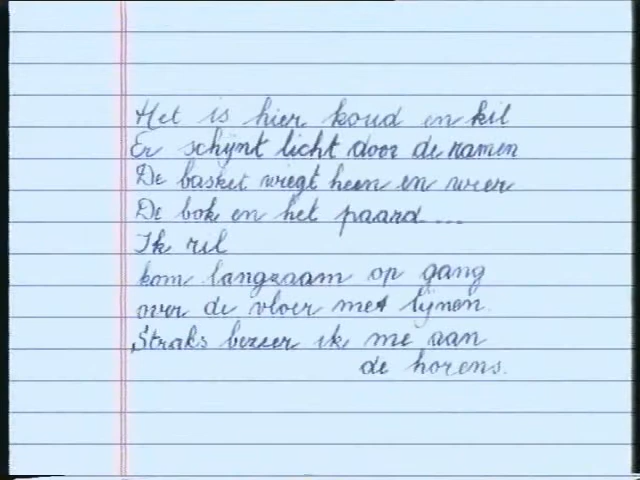 Het is hier koud en kil
Er schijnt licht door de ramen
De basket wiegt heen en weer
De bok en het paard....
Ik ril
kom langzaam op gang
over de vloer met lijnen.
Straks bezeer ik me aan
de horens.